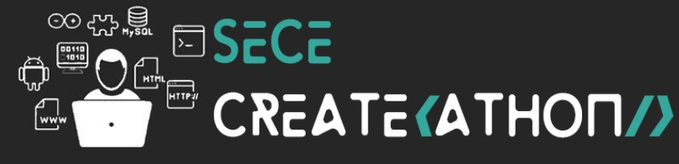 MySQL
00110
1010
>_
HTML
HTTP://
WWW
SECE
CREATE<ATHON/>